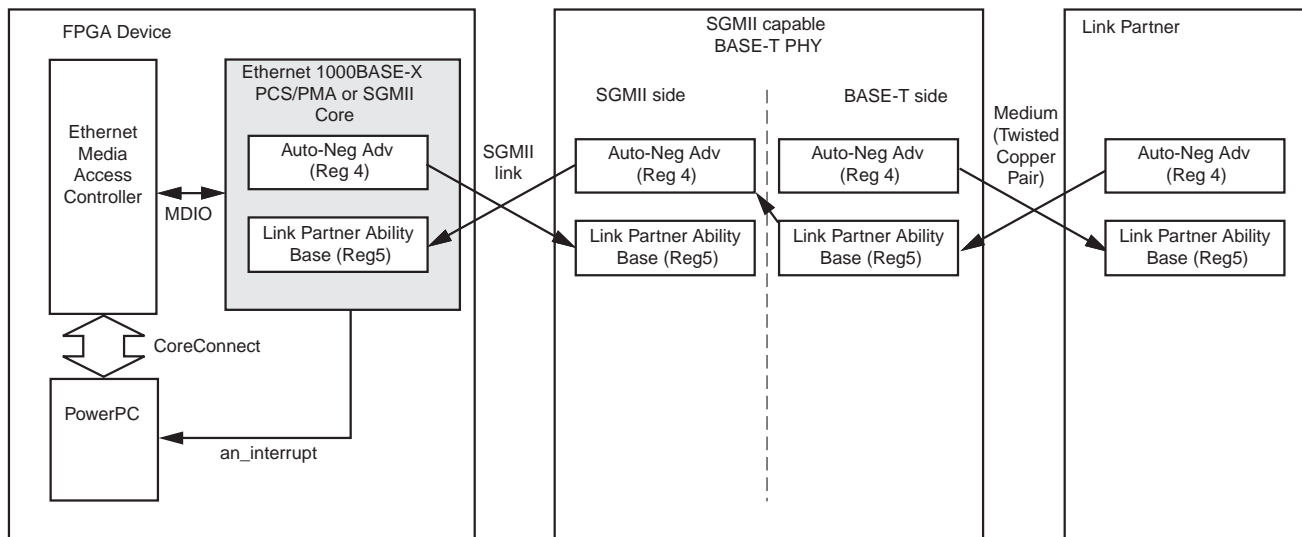 FPGA Device
SGMII capable
BASE-T PHY
Link Partner
Ethernet
Media
Access
Controller
MDIO
Ethernet 1000BASE-X
PCS/PMA or SGMII
Core
Auto-Neg Adv
(Reg 4)
Link Partner Ability
Base (Reg5)
SGMII
link
SGMII side
Auto-Neg Adv
(Reg 4)
Link Partner Ability
Base (Reg5)
BASE-T side
Auto-Neg Adv
(Reg 4)
Link Partner Ability
Base (Reg5)
Medium
(Twisted
Copper
Pair)
Auto-Neg Adv
(Reg 4)
Link Partner Ability
Base (Reg5)
CoreConnect
PowerPC
an_interrupt